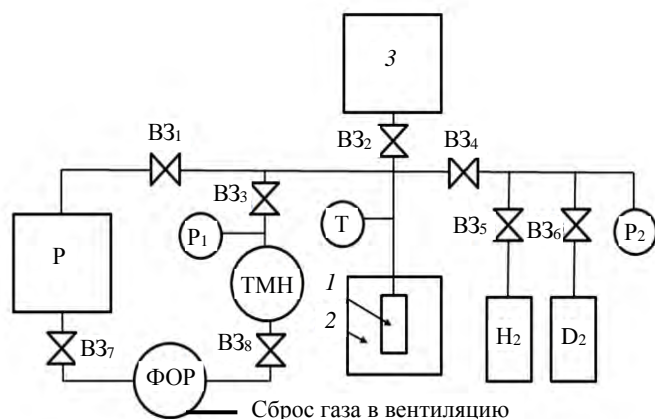 3
ВЗ₁
ВЗ₂
ВЗ₄
ВЗ₃
P₁
T
ВЗ₅
ВЗ₆
P₂
P
ТМН
1
2
H₂
D₂
ВЗ₇
ВЗ₈
ФОР
Сброс газа в вентиляцию